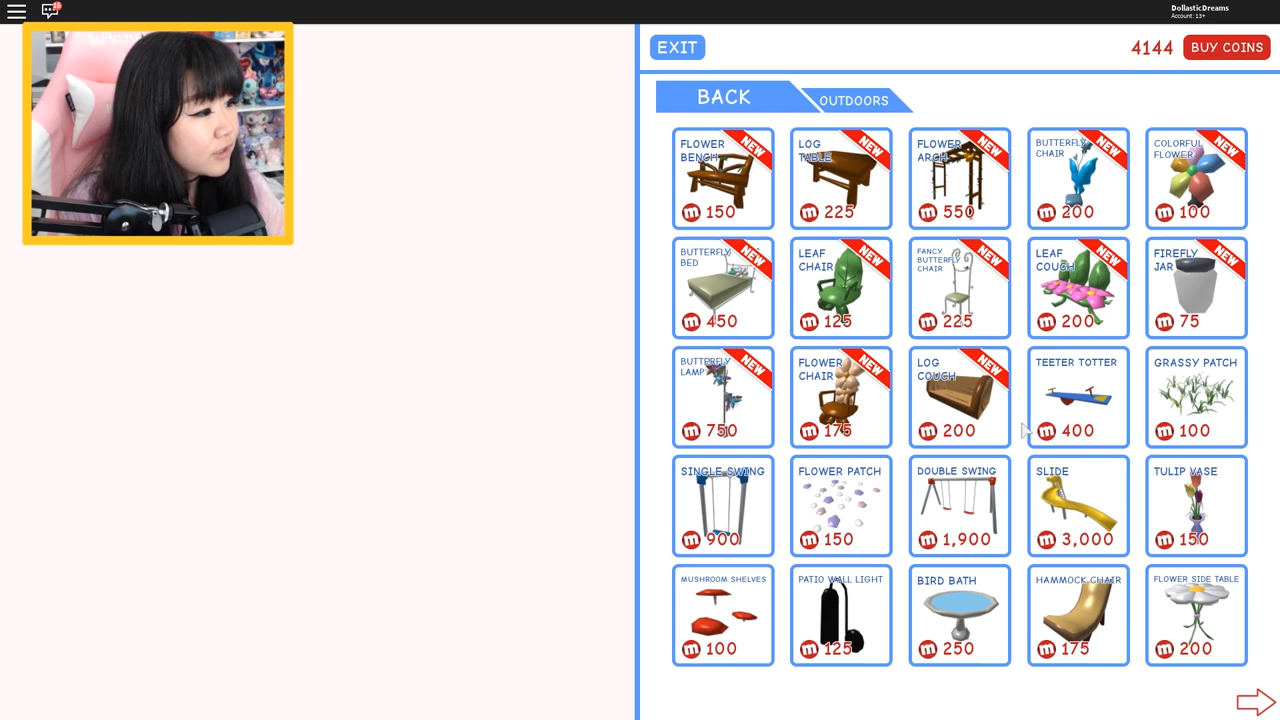 16
DollasticDreams
Account: 13+
EXIT
4144
BUY COINS
BACK
OUTDOORS
FLOWER
BENCH
NEW
150
LOG
TABLE
NEW
225
FLOWER
ARCH
NEW
550
BUTTERFLY
CHAIR
NEW
200
COLORFUL
FLOWER
NEW
100
BUTTERFLY
BED
NEW
450
LEAF
CHAIR
NEW
125
FANCY
BUTTERFLY
CHAIR
NEW
225
LEAF
COUGH
NEW
200
FIREFLY
JAR
NEW
75
BUTTERFLY
LAMP
NEW
750
FLOWER
CHAIR
NEW
175
LOG
COUGH
NEW
200
TEETER TOTTER
400
GRASSY PATCH
100
SINGLE SWING
900
FLOWER PATCH
150
DOUBLE SWING
1,900
SLIDE
3,000
TULIP VASE
150
MUSHROOM SHELVES
100
PATIO WALL LIGHT
125
BIRD BATH
250
HAMMOCK CHAIR
175
FLOWER SIDE TABLE
200